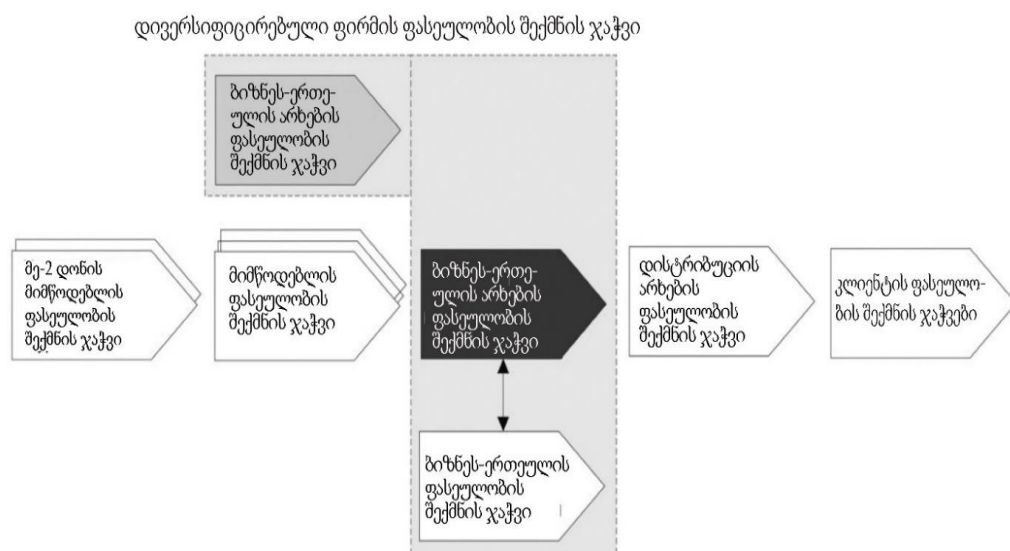 დივერსიფიცირებული ფირმის ფასეულობის შექმნის ჯაჭვი
ბიზნეს-ერთე-
ულის არხების
ფასეულობის
შექმნის ჯაჭვი
მე-2 დონის
მიმწოდებლის
ფასეულობის
შექმნის ჯაჭვი
მიმწოდებლის
ფასეულობის
შექმნის ჯაჭვი
ბიზნეს-ერთე-
ულის არხების
ფასეულობის
შექმნის ჯაჭვი
დისტრიბუციის
არხების
ფასეულობის
შექმნის ჯაჭვი
კლიენტის ფასეულო-
ბის შექმნის ჯაჭვები
ბიზნეს-ერთეულის
ფასეულობის
შექმნის ჯაჭვი